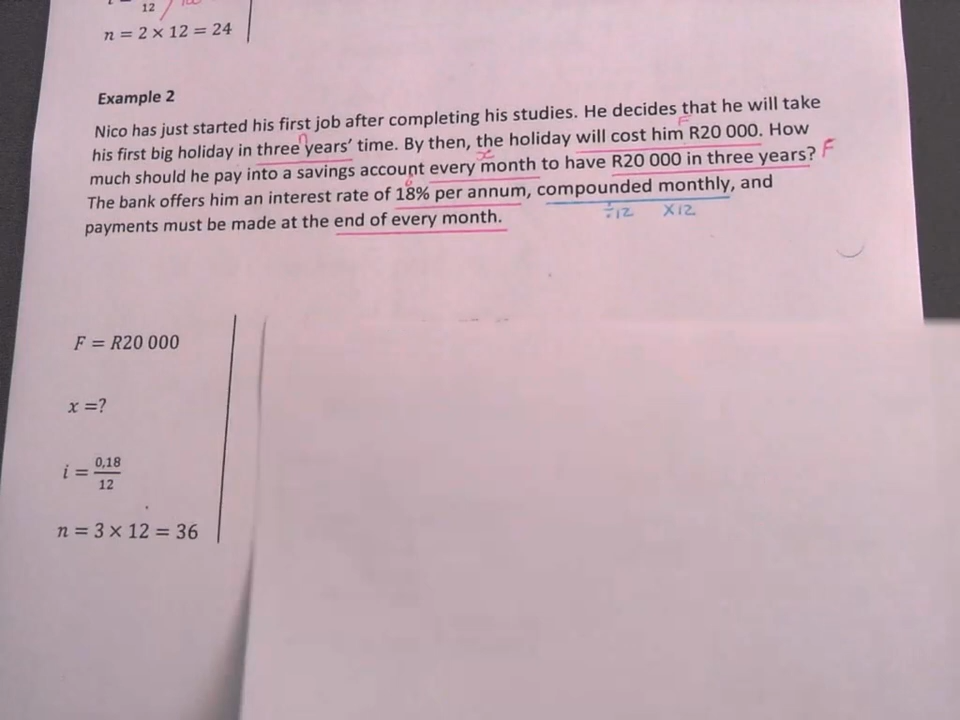 12
n = 2 × 12 = 24
Example 2
Nico has just started his first job after completing his studies. He decides that he will take
his first big holiday in three years' time. By then, the holiday will cost him R20 000. How
much should he pay into a savings account every month to have R20 000 in three years? F
The bank offers him an interest rate of 18% per annum, compounded monthly, and
payments must be made at the end of every month.
n
F
x
÷12 ×12
F = R20 000
x =?
i = 0,18/12
n = 3 × 12 = 36